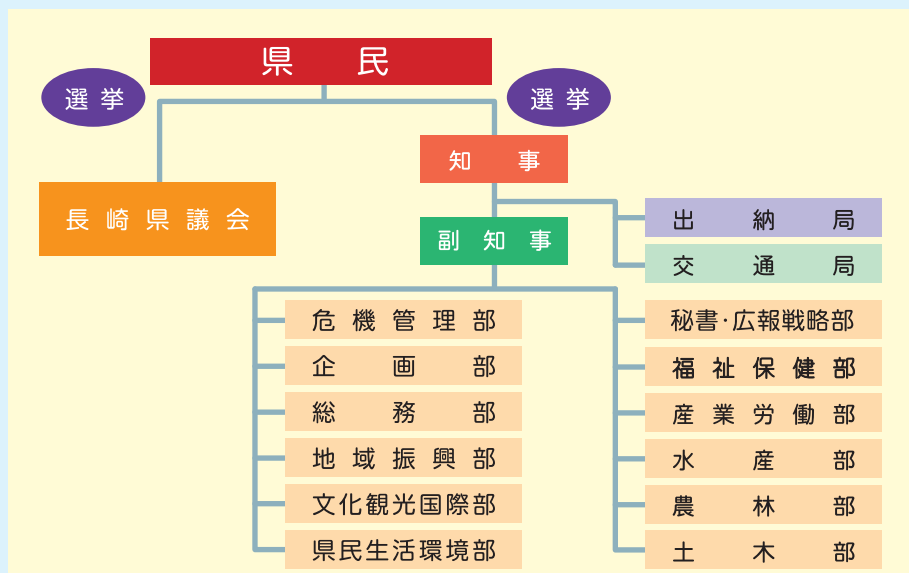 県民
選挙
選挙
知事
長崎県議会
副知事
出納局
交通局
危機管理部
企画部
総務部
地域振興部
文化観光国際部
県民生活環境部
秘書・広報戦略部
福祉保健部
産業労働部
水産部
農林部
土木部